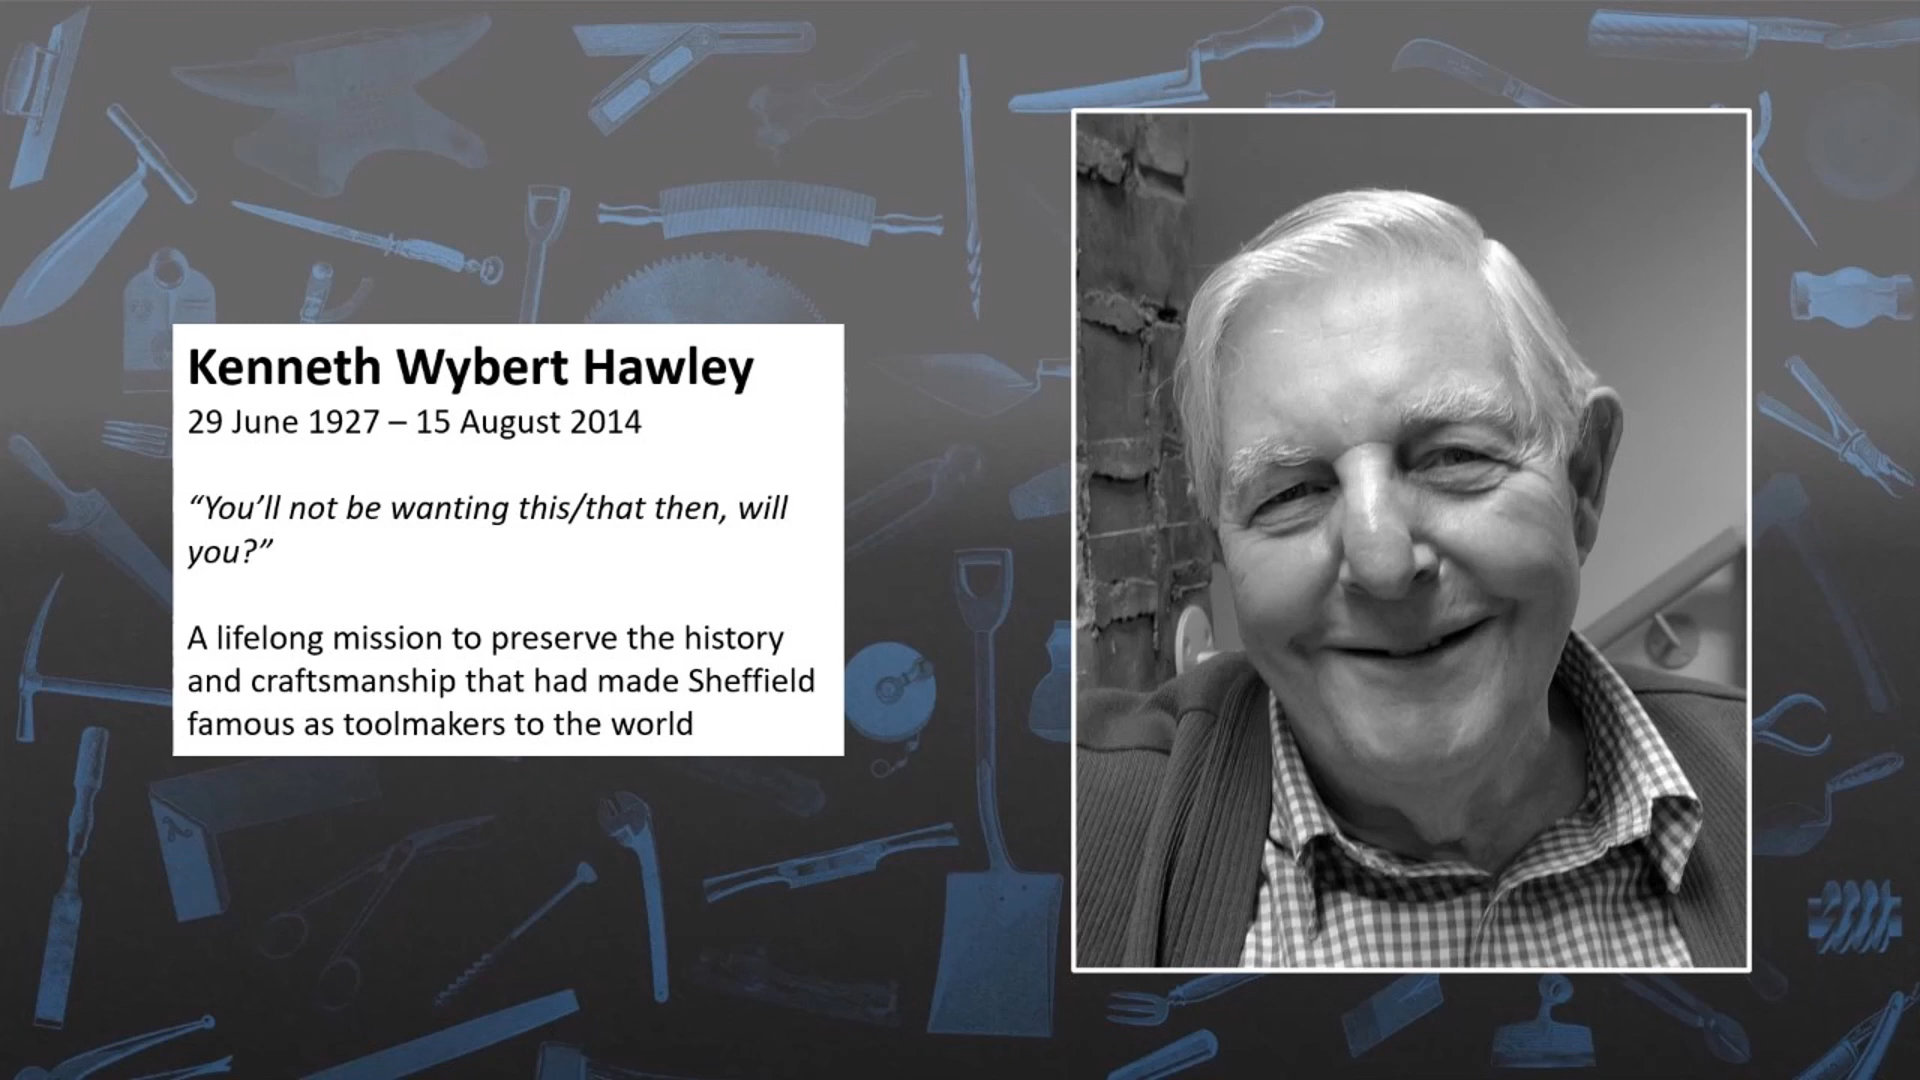 Kenneth Wybert Hawley
29 June 1927 – 15 August 2014
“You’ll not be wanting this/that then, will
you?”
A lifelong mission to preserve the history
and craftsmanship that had made Sheffield
famous as toolmakers to the world